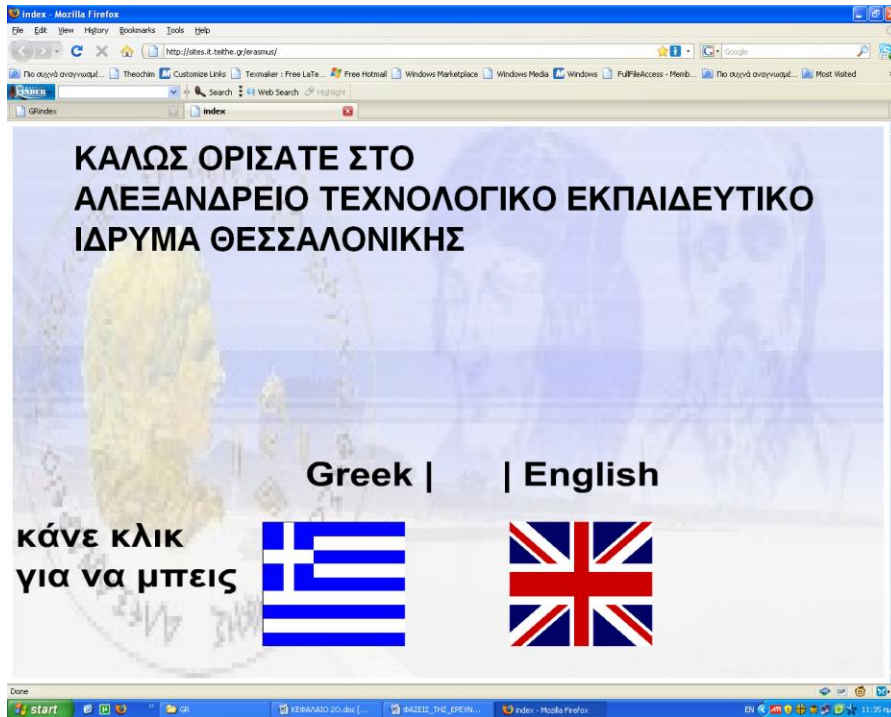 index - Mozilla Firefox
File Edit View History Bookmarks Tools Help
http://sites.it.teithe.gr/erasmus/ Google
Πιο συχνά αναγνωσμέ... Theochim Customize Links Texmaker : Free LaTe... Free Hotmail Windows Marketplace Windows Media Windows FullFileAccess - Memb... Πιο συχνά αναγνωσμέ... Most Visited
Search Web Search Highlight
GRindex index
ΚΑΛΩΣ ΟΡΙΣΑΤΕ ΣΤΟ
ΑΛΕΞΑΝΔΡΕΙΟ ΤΕΧΝΟΛΟΓΙΚΟ ΕΚΠΑΙΔΕΥΤΙΚΟ
ΙΔΡΥΜΑ ΘΕΣΣΑΛΟΝΙΚΗΣ
Greek | | English
κάνε κλικ
για να μπεις
Done
start GR ΚΕΦΑΛΑΙΟ 2Ο.doc [... ΦΑΣΕΙΣ_ΤΗΣ_ΕΡΕΥΝ... index - Mozilla Firefox EN 11:35